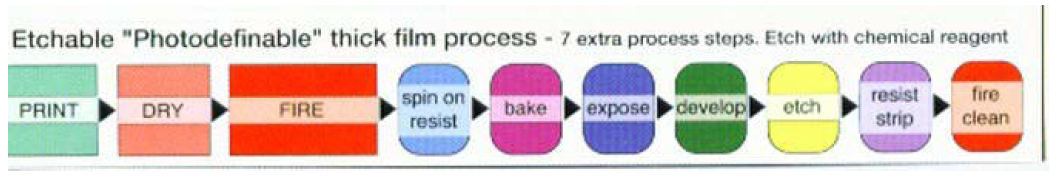 Etchable "Photodefinable" thick film process - 7 extra process steps. Etch with chemical reagent
PRINT
DRY
FIRE
spin on
resist
bake
expose
develop
etch
resist
strip
fire
clean